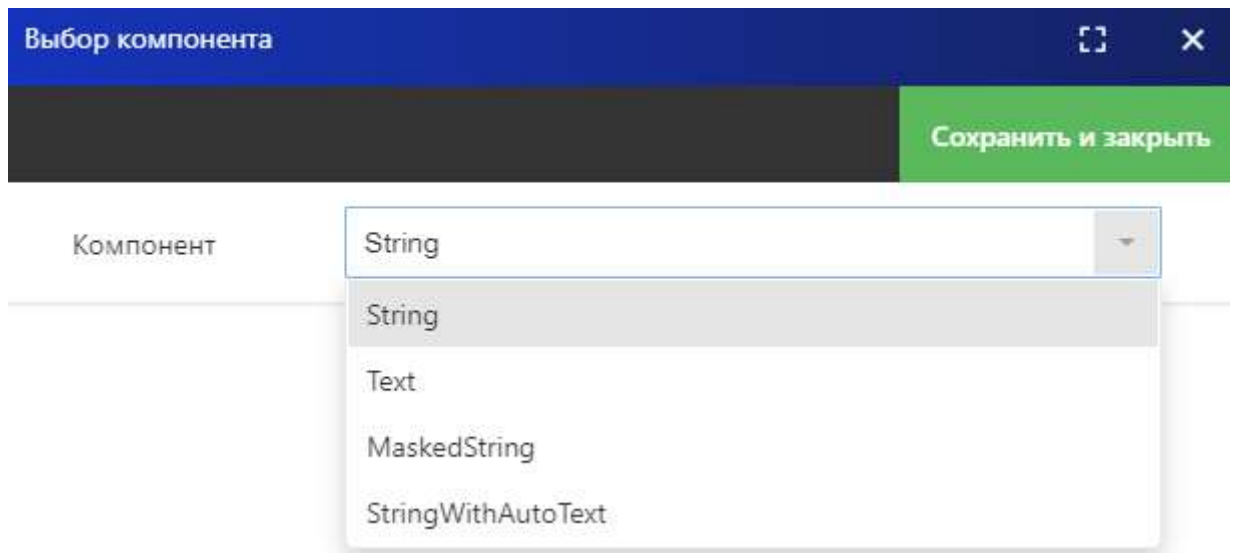 Выбор компонента
Сохранить и закрыть
Компонент String
String
Text
MaskedString
StringWithAutoText